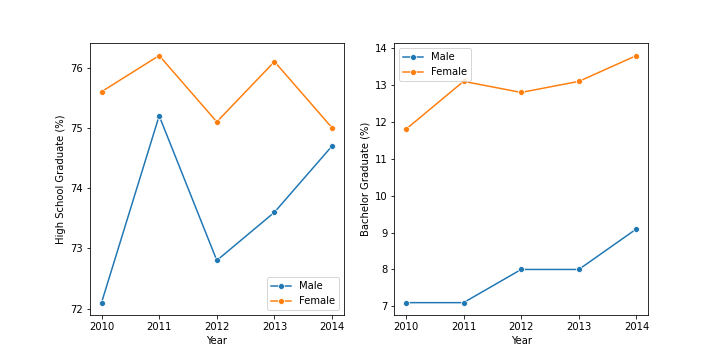 High School Graduate (%)
76
75
74
73
72
2010 2011 2012 2013 2014
Year
Male
Female
Bachelor Graduate (%)
14
13
12
11
10
9
8
7
2010 2011 2012 2013 2014
Year
Male
Female